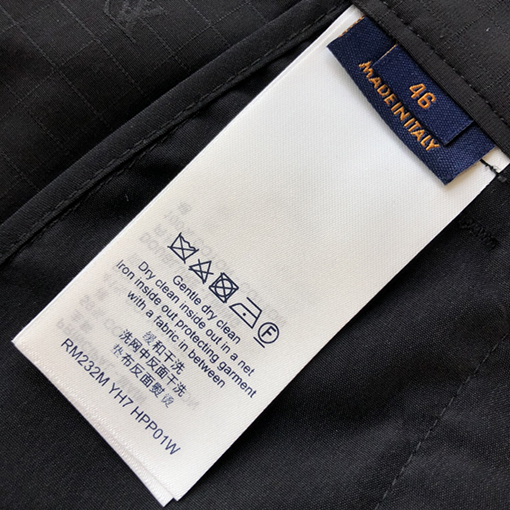 46
MADE IN ITALY
F
Gentle dry clean
Dry clean inside out in a net
Iron inside out protecting garment
with a fabric in between
缓和干洗
洗网中反面干洗
垫布反面熨烫
RM232M YH7 HPP01W